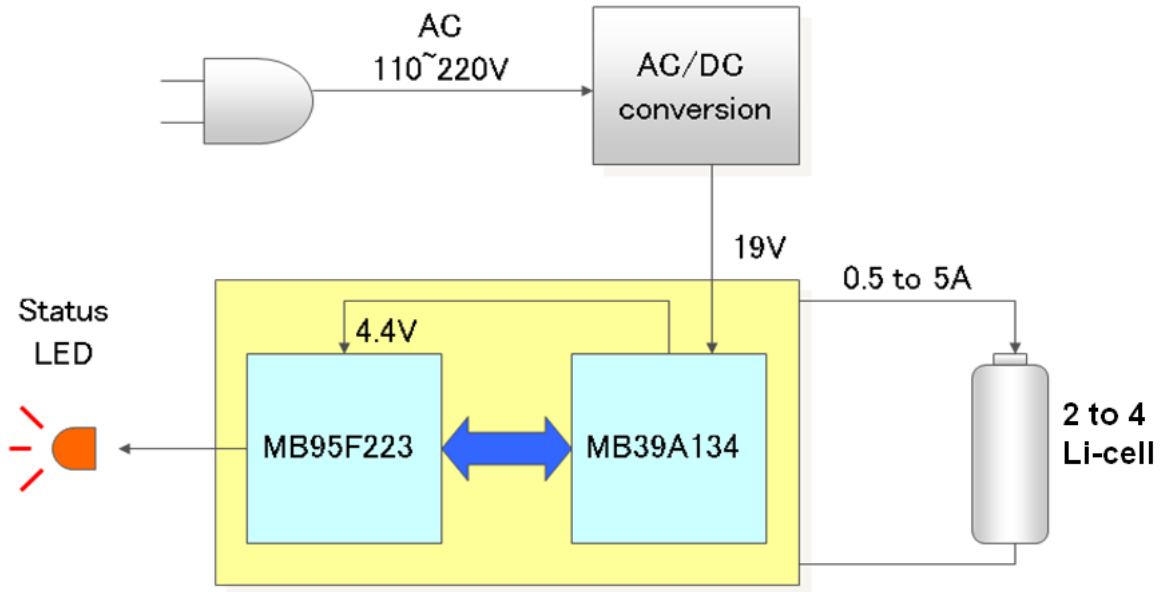 AC
110~220V
AC/DC
conversion
19V
0.5 to 5A
Status
LED
4.4V
MB95F223
MB39A134
2 to 4
Li-cell